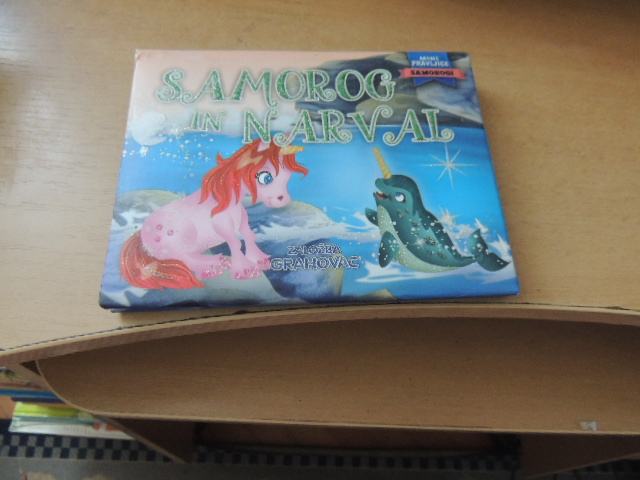 MINI
PRAVLJICE
SAMOROGI
SAMOROG
IN NARVAL
ZALOŽBA
GRAHOVAC